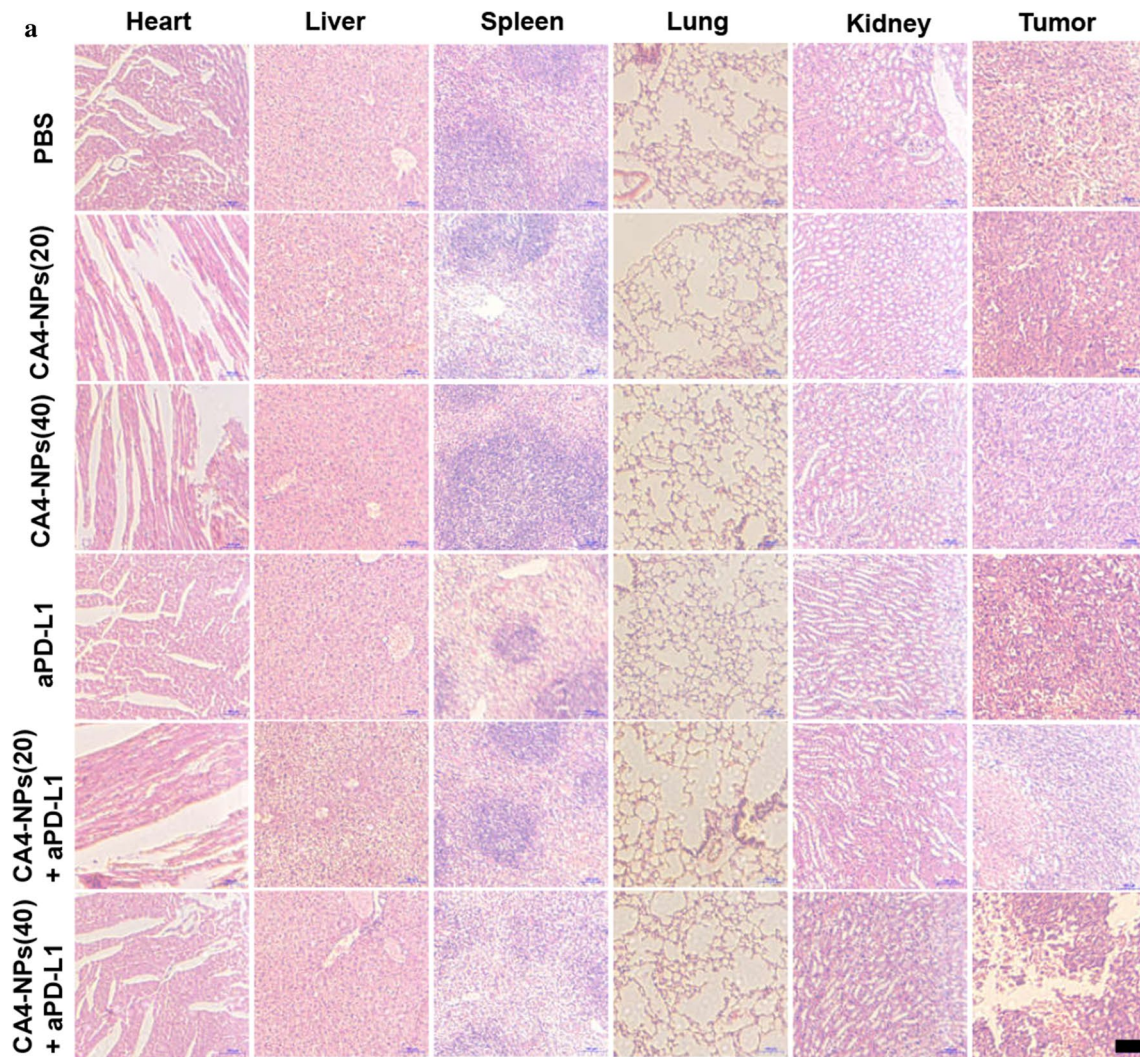 a
Heart Liver Spleen Lung Kidney Tumor
PBS
CA4-NPs(20)
CA4-NPs(40)
aPD-L1
CA4-NPs(20)
+ aPD-L1
CA4-NPs(40)
+ aPD-L1